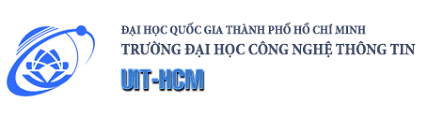 ĐẠI HỌC QUỐC GIA THÀNH PHỐ HỒ CHÍ MINH
TRƯỜNG ĐẠI HỌC CÔNG NGHỆ THÔNG TIN
UIT-HCM